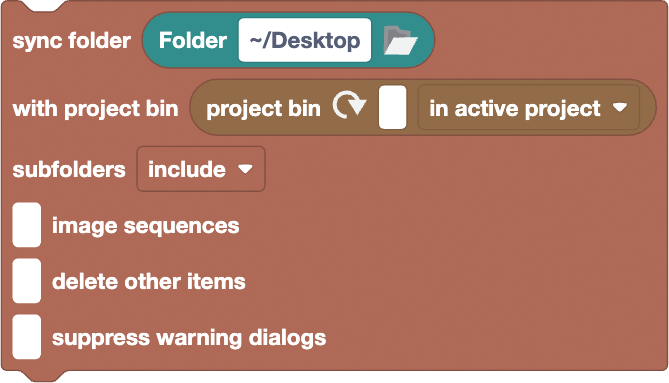 sync folder Folder ~/Desktop
with project bin project bin in active project
subfolders include
image sequences
delete other items
suppress warning dialogs